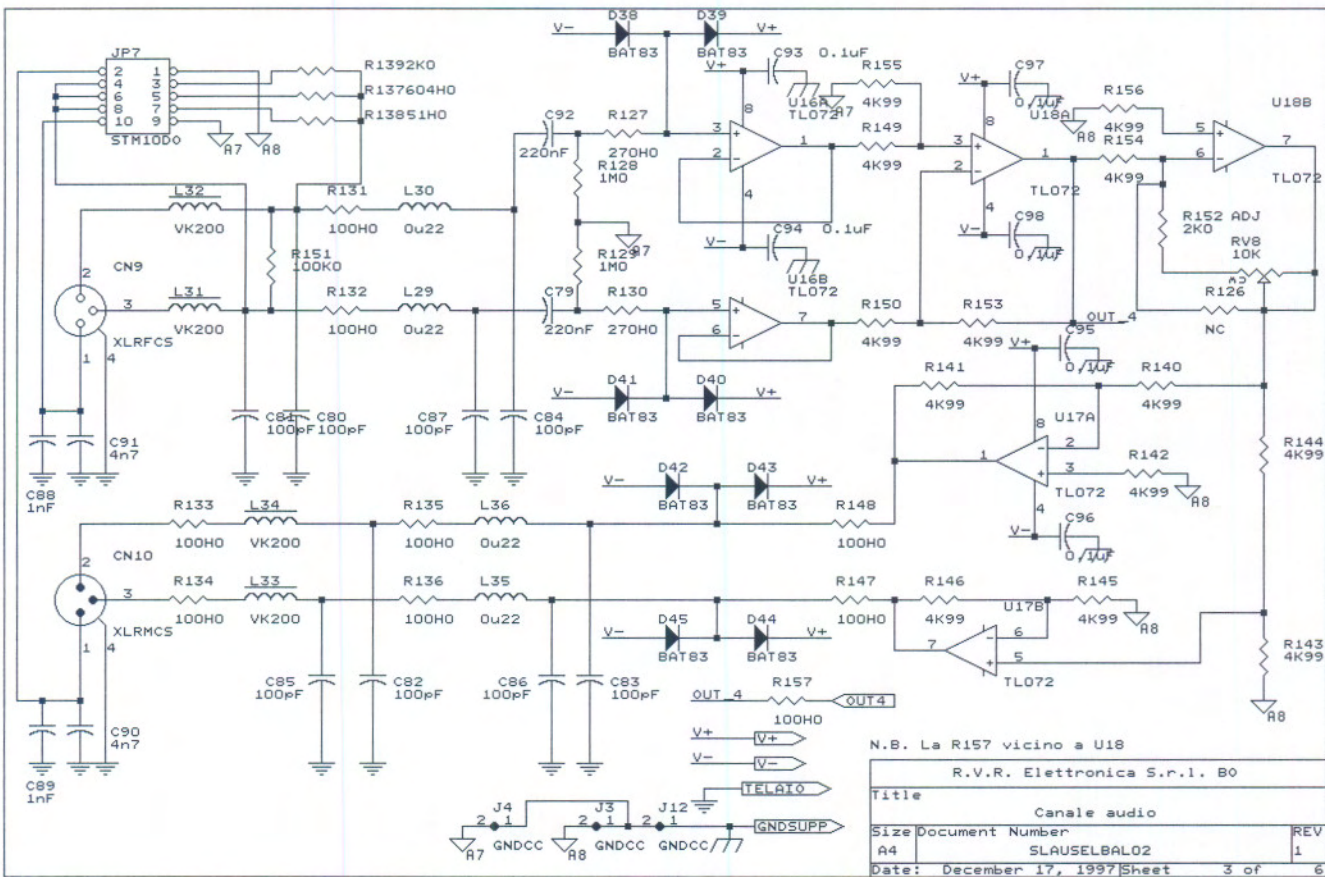 D38
D39
V-
V+
BAT83
BAT83
JP7
2 1
4 3
6 5
8 7
10 9
STM10D0
R1392K0
R137604H0
R13851H0
A7
A8
C93
0.1uF
V+
U16A
TL072
R155
4K99
A7
C97
0,1uF
V+
U18A
R156
4K99
A8
U18B
C92
220nF
R127
270H0
R128
1M0
3
2
1
8
4
R149
4K99
3
2
1
8
4
TL072
R154
4K99
5
6
7
TL072
L32
VK200
R131
100H0
L30
0u22
V-
C94
0.1uF
A7
V-
C98
0,1uF
R152
2K0
ADJ
RV8
10K
R151
100K0
R129
1M0
U16B
TL072
CN9
2
3
1
4
XLRFCS
L31
VK200
R132
100H0
L29
0u22
C79
220nF
R130
270H0
5
6
7
R150
4K99
R153
4K99
OUT_4
R126
NC
V+
C95
0,1uF
D41
D40
V-
V+
BAT83
BAT83
R141
4K99
R140
4K99
C91
4n7
C88
1nF
C81
100pF
C80
100pF
C87
100pF
C84
100pF
U17A
8
1
2
3
4
TL072
R142
4K99
A8
R144
4K99
D42
D43
V-
V+
BAT83
BAT83
R133
100H0
L34
VK200
R135
100H0
L36
0u22
R148
100H0
V-
C96
0,1uF
CN10
2
3
1
4
XLRMCS
R134
100H0
L33
VK200
R136
100H0
L35
0u22
R147
100H0
R146
4K99
U17B
R145
4K99
A8
D45
D44
V-
V+
BAT83
BAT83
7
6
5
TL072
R143
4K99
A8
C85
100pF
C82
100pF
C86
100pF
C83
100pF
C90
4n7
C89
1nF
OUT_4
R157
100H0
OUT4
V+
V+
V-
V-
TELAIO
GNDSUPP
J4
2 1
A7
GNDCC
J3
2 1
A8
GNDCC
J12
2 1
GNDCC
N.B. La R157 vicino a U18
R.V.R. Elettronica S.r.l. BO
Title
Canale audio
Size Document Number REV
A4 SLAUSELBAL02 1
Date: December 17, 1997 Sheet 3 of 6